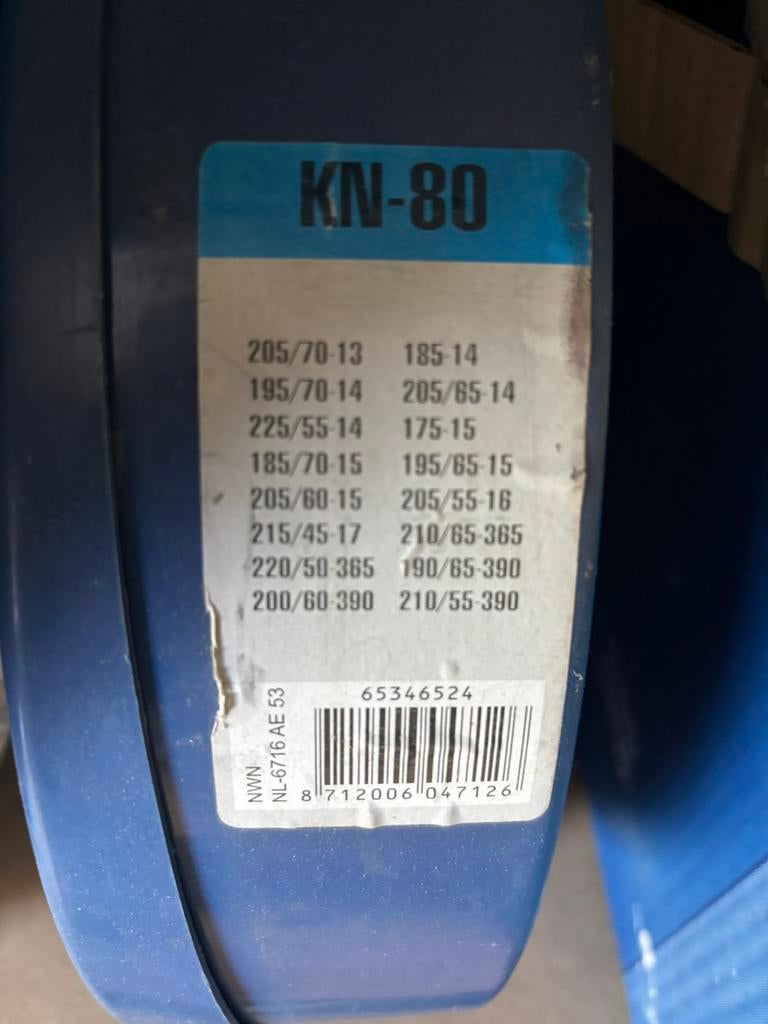 KN-80
205/70-13 185-14
195/70-14 205/65-14
225/55-14 175-15
185/70-15 195/65-15
205/60-15 205/55-16
215/45-17 210/65-365
220/50-365 190/65-390
200/60-390 210/55-390
NWN
NL-6716 AE 53
65346524
8 712006 047126